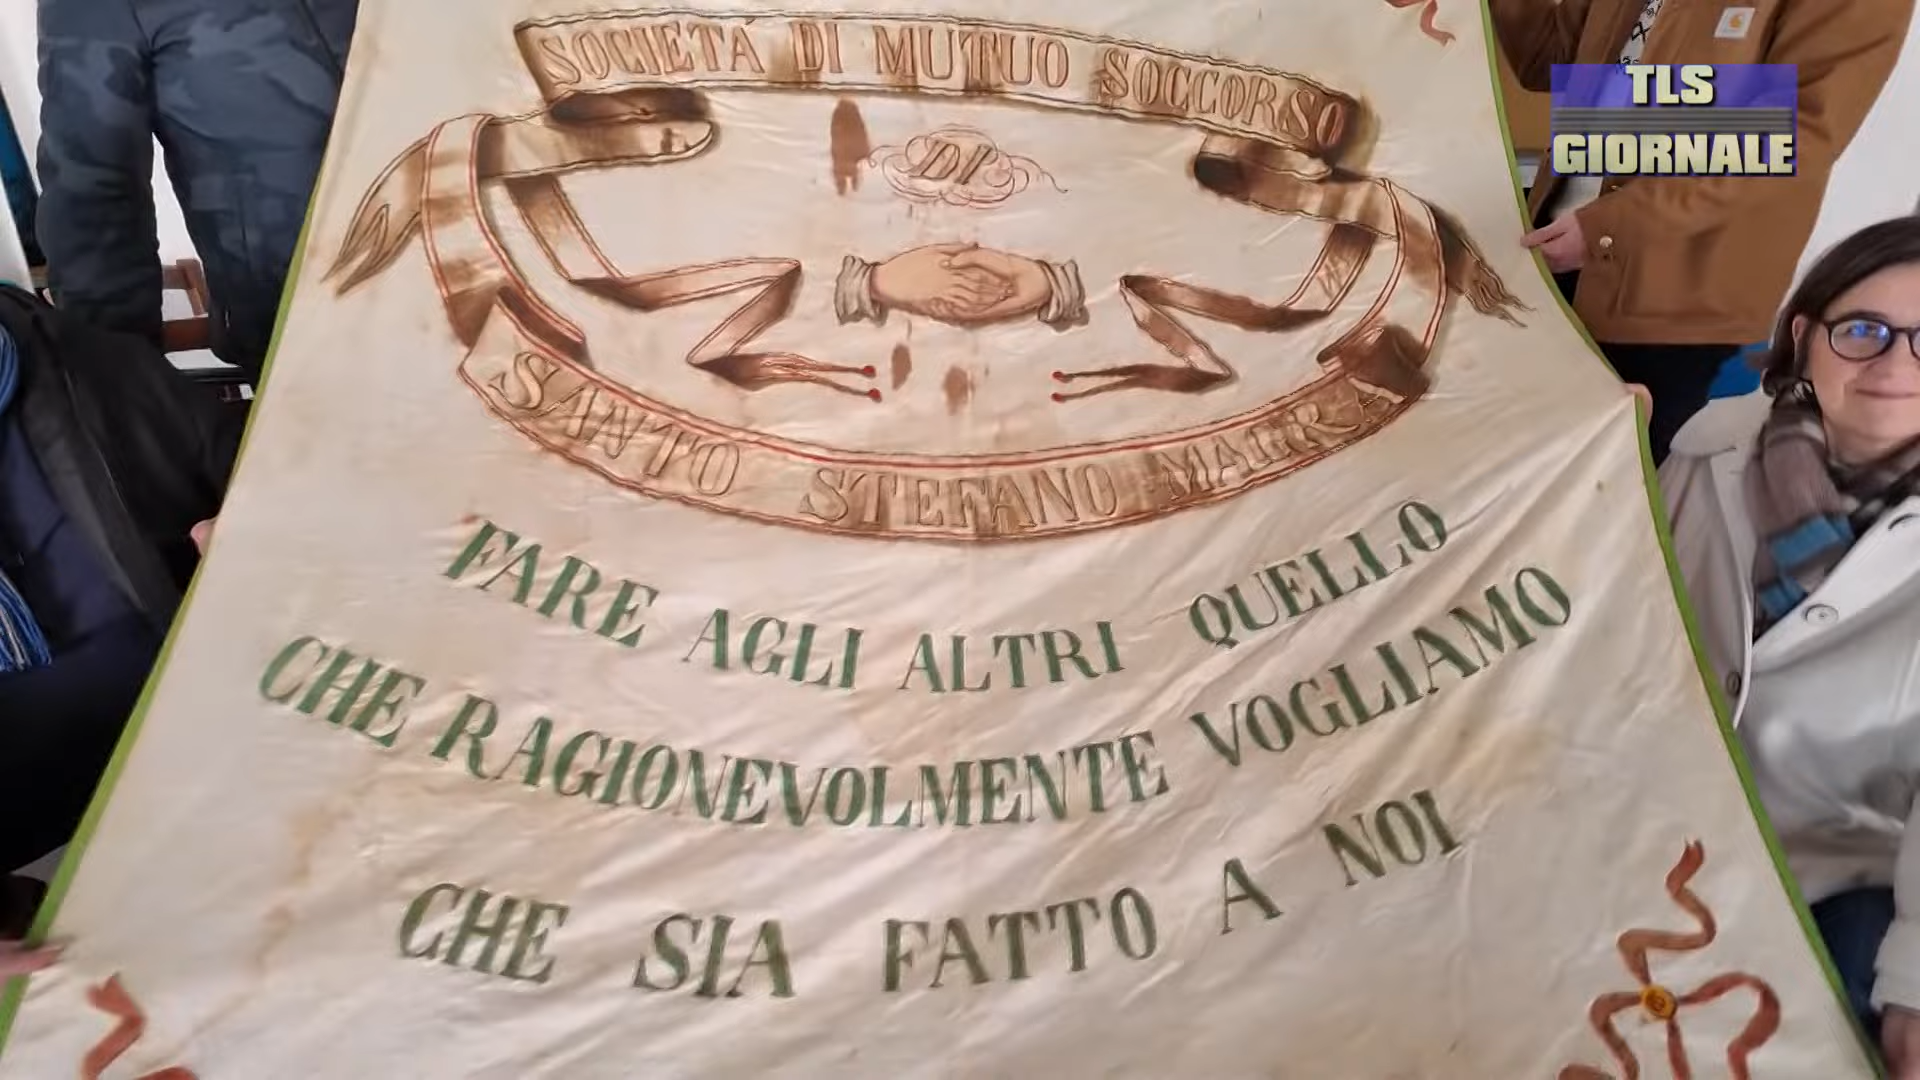 SOCIETÁ DI MUTUO SOCCORSO
TLS
GIORNALE
DI
SANTO STEFANO MAGRA
FARE AGLI ALTRI QUELLO
CHE RAGIONEVOLMENTE VOGLIAMO
CHE SIA FATTO A NOI